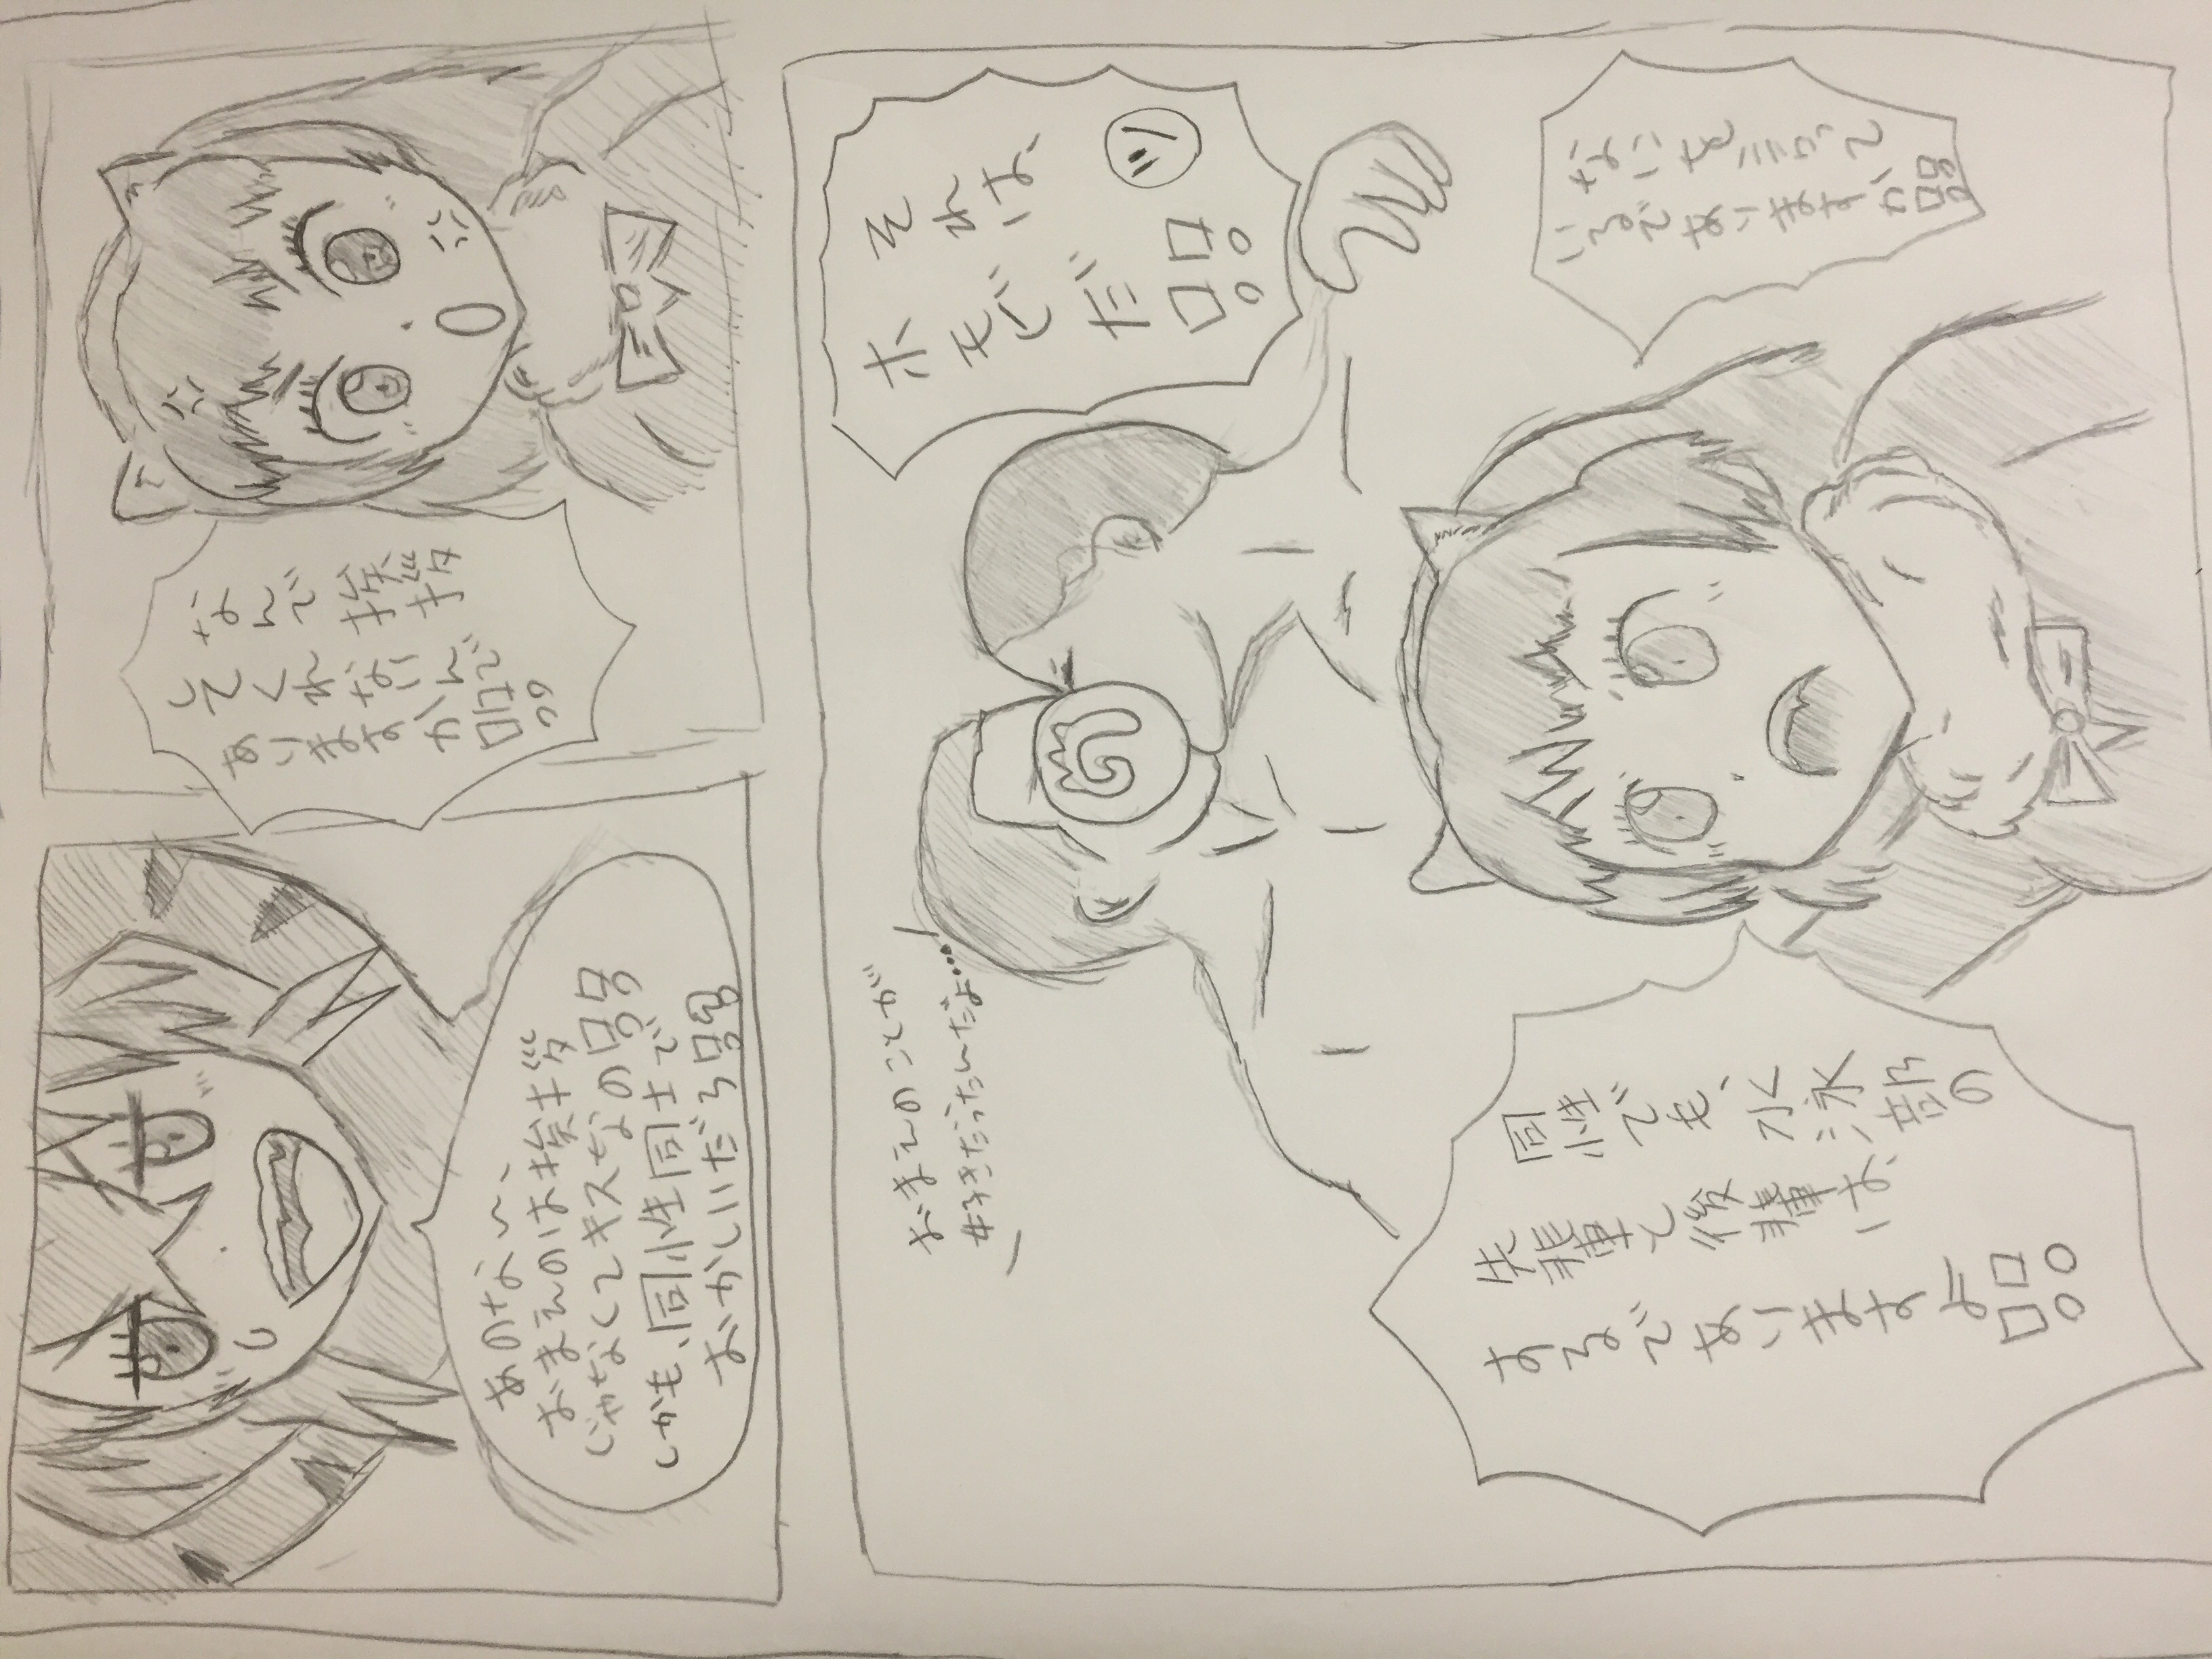 なんで挨拶
してくれないんで
ありますか!!
あのなぃ、
おまえのは挨拶
じゃなくてキスなの!!
しかも、同性同士で
おかしいだろ!!
それは、
ホモビだ!!
ツ
おまえのことが
好きだったんだよ…!
の
なにを言って
いるでありますか!!
同性でも、水泳部の
先輩と後輩は、
するでありますよ!!